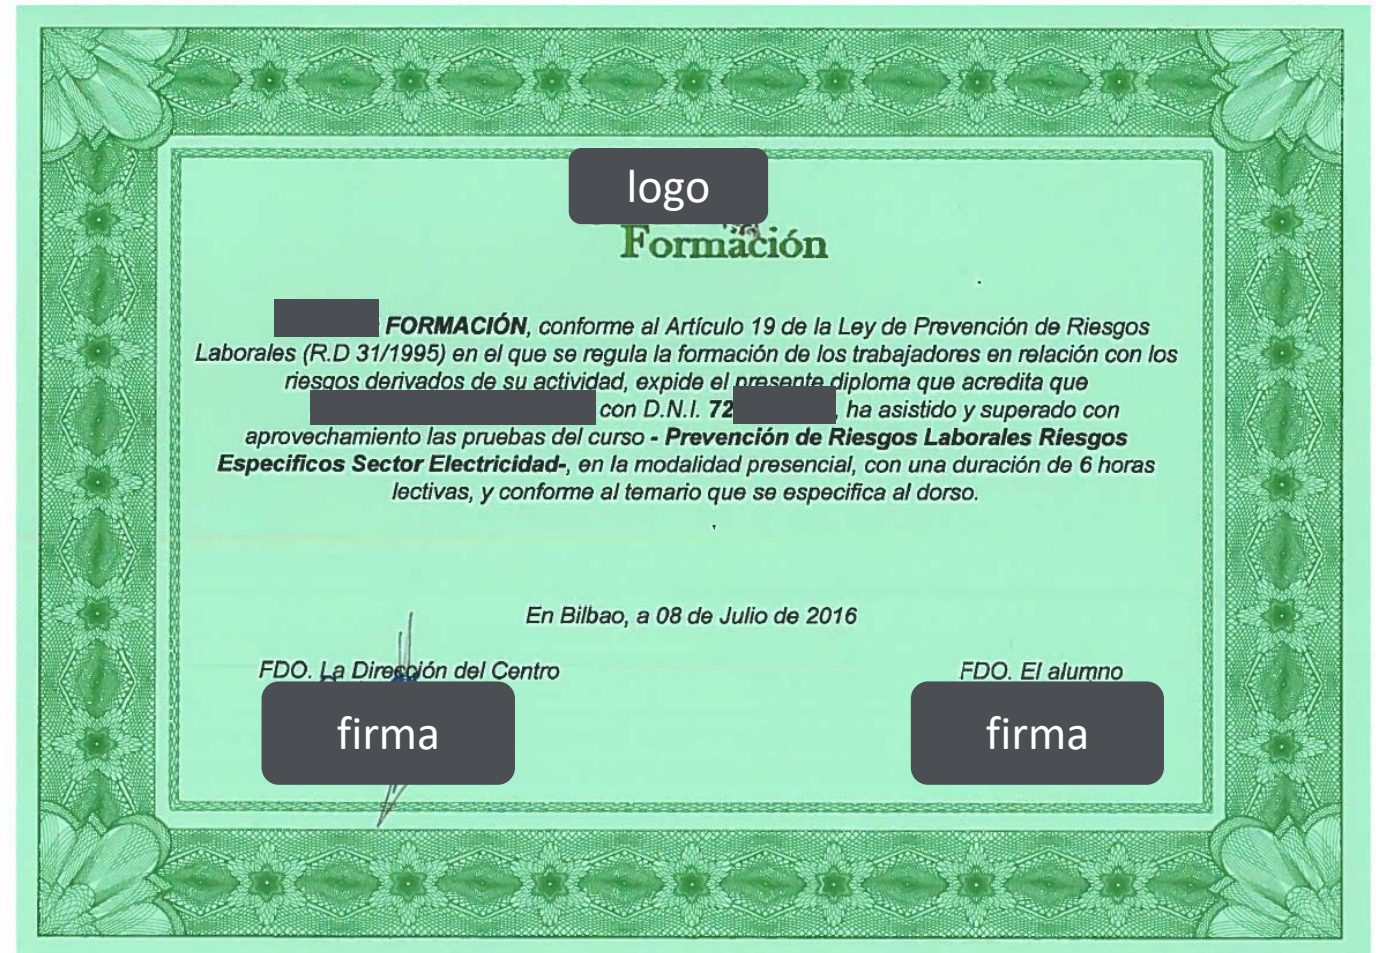 logo
Formación
FORMACIÓN, conforme al Artículo 19 de la Ley de Prevención de Riesgos
Laborales (R.D 31/1995) en el que se regula la formación de los trabajadores en relación con los
riesgos derivados de su actividad, expide el presente diploma que acredita que
con D.N.I. 72 , ha asistido y superado con
aprovechamiento las pruebas del curso - Prevención de Riesgos Laborales Riesgos
Especificos Sector Electricidad-, en la modalidad presencial, con una duración de 6 horas
lectivas, y conforme al temario que se especifica al dorso.
En Bilbao, a 08 de Julio de 2016
FDO. La Dirección del Centro
FDO. El alumno
firma
firma